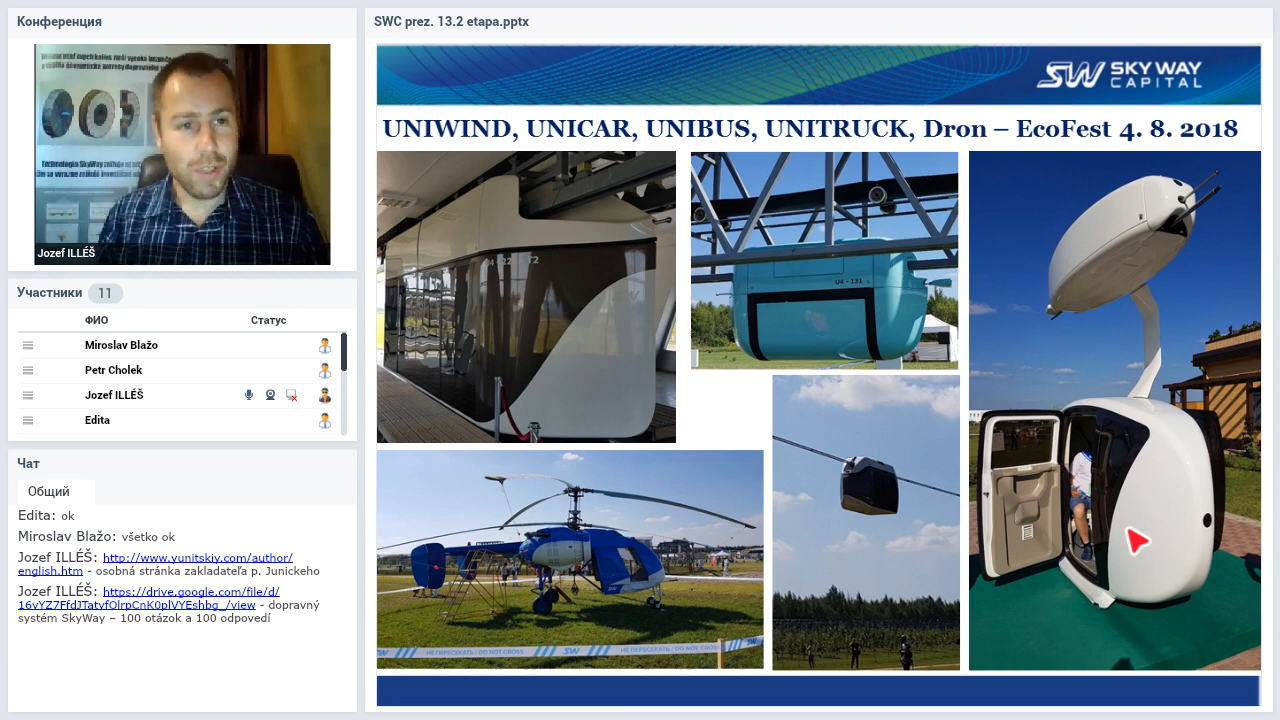 Конференция
Jozef ILLÉŠ
Участники 11
ФИО Статус
Miroslav Blažo
Petr Cholek
Jozef ILLÉŠ
Edita
Чат
Общий
Edita: ok
Miroslav Blažo: všetko ok
Jozef ILLÉŠ: http://www.yunitskiy.com/author/
english.htm - osobná stránka zakladateľa p. Junickeho
Jozef ILLÉŠ: https://drive.google.com/file/d/
16vYZ7FfdJTatvfOlrpCnK0plVYEshbg_/view - dopravný
systém SkyWay – 100 otázok a 100 odpovedí
SWC prez. 13.2 etapa.pptx
SW SKY WAY
CAPITAL
UNIWIND, UNICAR, UNIBUS, UNITRUCK, Dron – EcoFest 4. 8. 2018
U4 - 131
SW НЕ ПЕРЕСЕКАТЬ / DO NOT CROSS SW